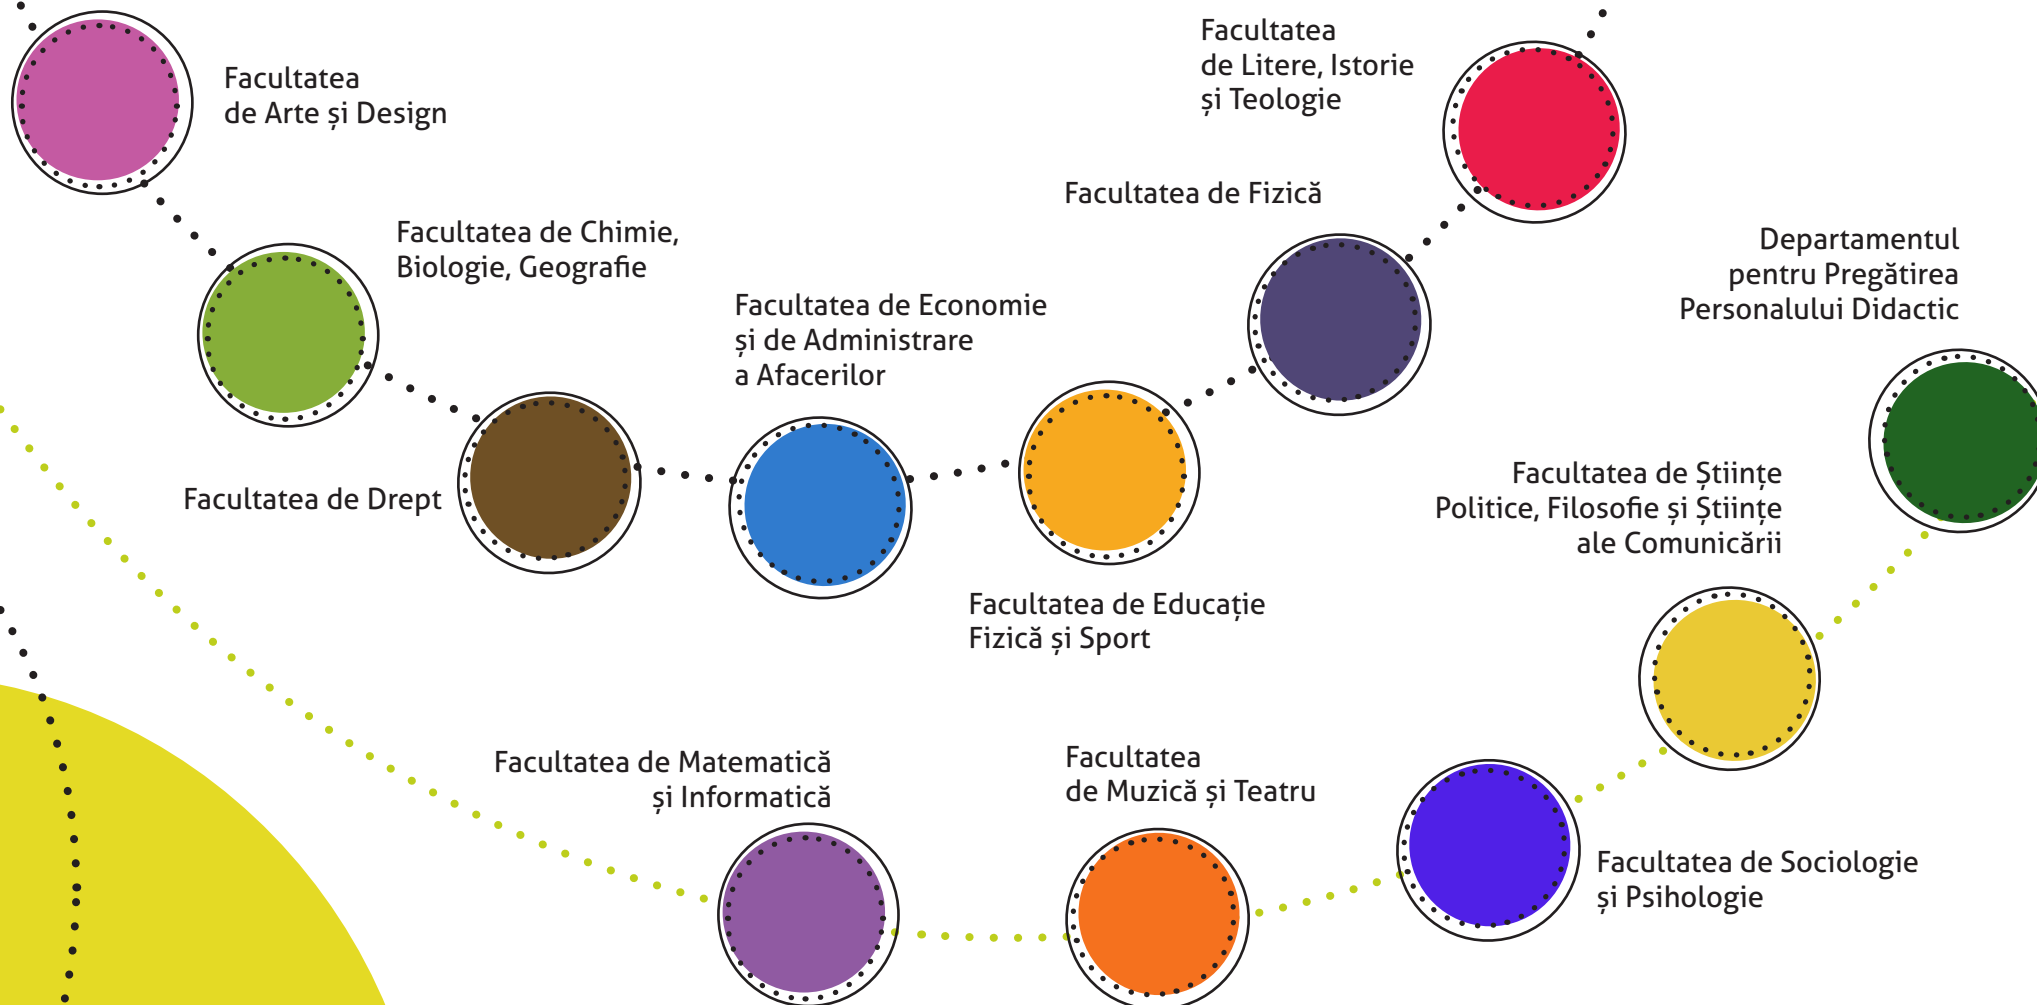 Facultatea
de Arte și Design
Facultatea de Chimie,
Biologie, Geografie
Facultatea de Drept
Facultatea de Economie
și de Administrare
a Afacerilor
Facultatea de Educație
Fizică și Sport
Facultatea de Fizică
Facultatea
de Litere, Istorie
și Teologie
Facultatea de Matematică
și Informatică
Facultatea
de Muzică și Teatru
Facultatea de Sociologie
și Psihologie
Facultatea de Științe
Politice, Filosofie și Științe
ale Comunicării
Departamentul
pentru Pregătirea
Personalului Didactic